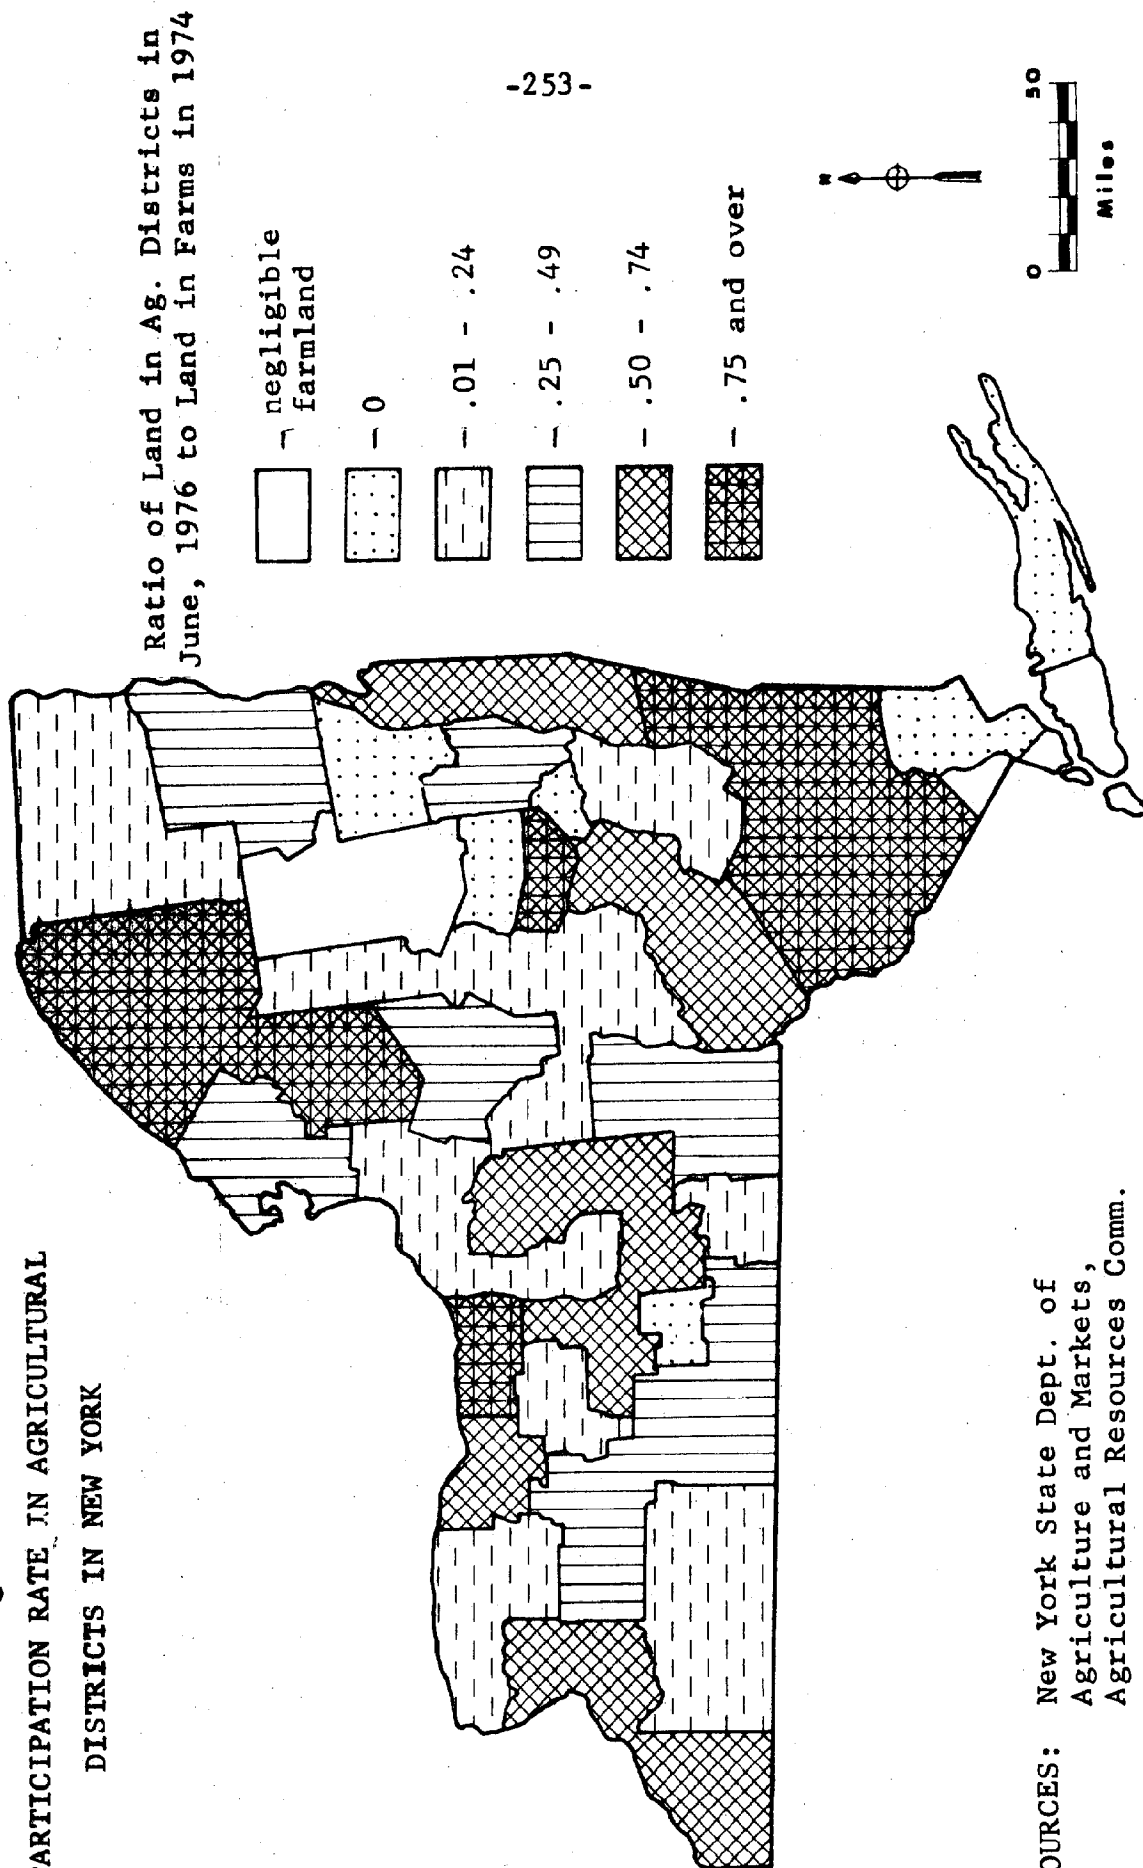 -253-
PARTICIPATION RATE IN AGRICULTURAL
DISTRICTS IN NEW YORK
Ratio of Land in Ag. Districts in
June, 1976 to Land in Farms in 1974
- negligible
farmland
- 0
- .01 - .24
- .25 - .49
- .50 - .74
- .75 and over
N
0 50
Miles
OURCES: New York State Dept. of
Agriculture and Markets,
Agricultural Resources Comm.